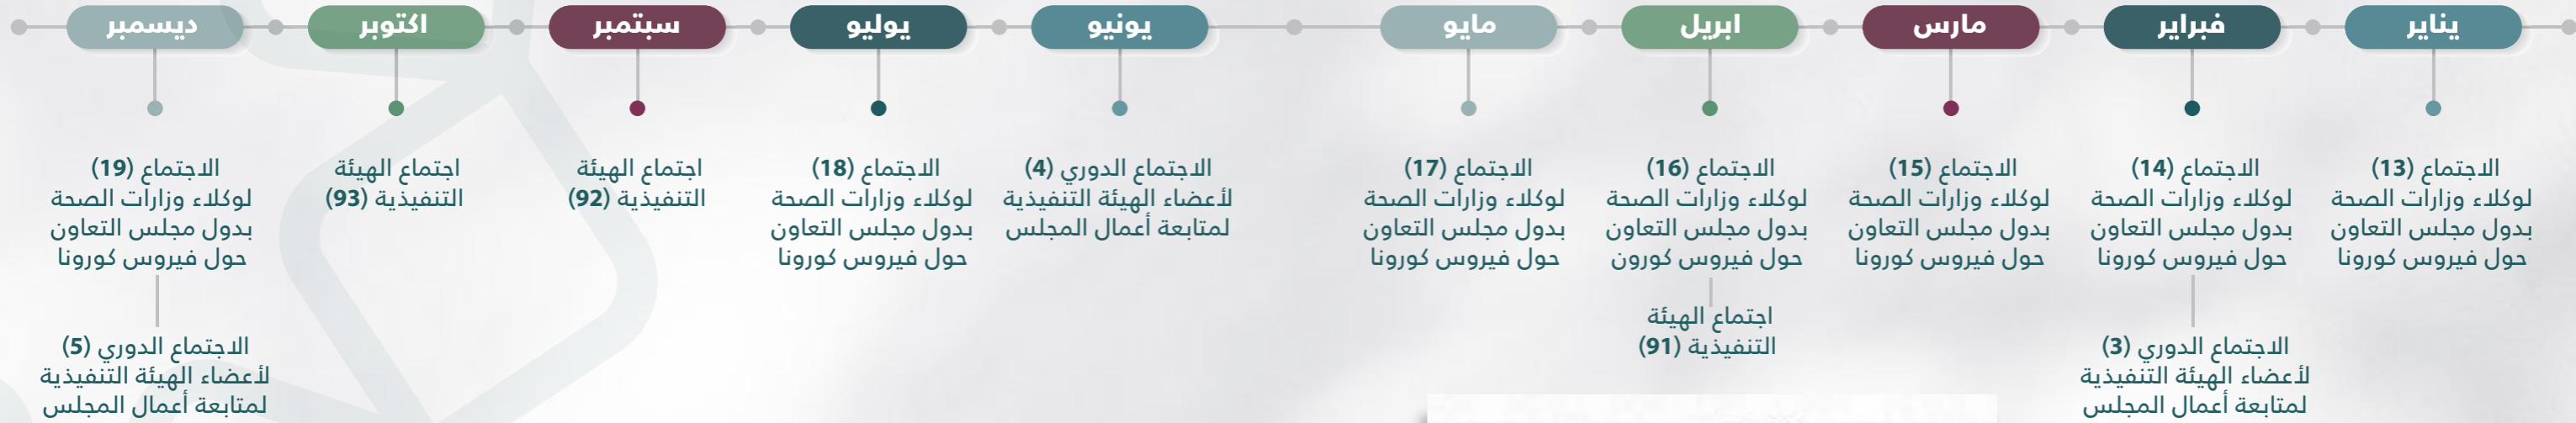 يناير
الاجتماع (13)
لوكلاء وزارات الصحة
بدول مجلس التعاون
حول فيروس كورونا
فبراير
الاجتماع (14)
لوكلاء وزارات الصحة
بدول مجلس التعاون
حول فيروس كورونا
الاجتماع الدوري (3)
لأعضاء الهيئة التنفيذية
لمتابعة أعمال المجلس
مارس
الاجتماع (15)
لوكلاء وزارات الصحة
بدول مجلس التعاون
حول فيروس كورونا
ابريل
الاجتماع (16)
لوكلاء وزارات الصحة
بدول مجلس التعاون
حول فيروس كورون
اجتماع الهيئة
التنفيذية (91)
مايو
الاجتماع (17)
لوكلاء وزارات الصحة
بدول مجلس التعاون
حول فيروس كورونا
يونيو
الاجتماع الدوري (4)
لأعضاء الهيئة التنفيذية
لمتابعة أعمال المجلس
يوليو
الاجتماع (18)
لوكلاء وزارات الصحة
بدول مجلس التعاون
حول فيروس كورونا
سبتمبر
اجتماع الهيئة
التنفيذية (92)
اكتوبر
اجتماع الهيئة
التنفيذية (93)
ديسمبر
الاجتماع (19)
لوكلاء وزارات الصحة
بدول مجلس التعاون
حول فيروس كورونا
الاجتماع الدوري (5)
لأعضاء الهيئة التنفيذية
لمتابعة أعمال المجلس